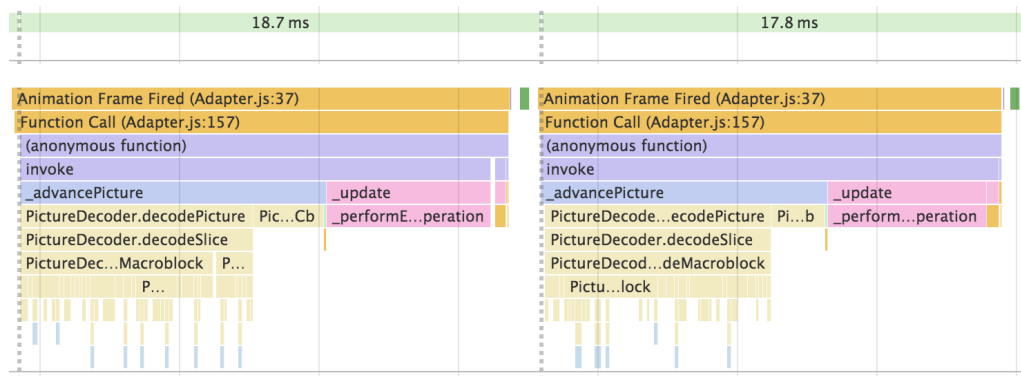 18.7 ms 17.8 ms
Animation Frame Fired (Adapter.js:37) Animation Frame Fired (Adapter.js:37)
Function Call (Adapter.js:157) Function Call (Adapter.js:157)
(anonymous function) (anonymous function)
invoke invoke
_advancePicture _update _advancePicture _update
PictureDecoder.decodePicture Pic...Cb _performE...peration PictureDecode...ecodePicture Pi...b _perform...peration
PictureDecoder.decodeSlice PictureDecoder.decodeSlice
PictureDec...Macroblock P... PictureDecod...deMacroblock
P... Pictu...lock